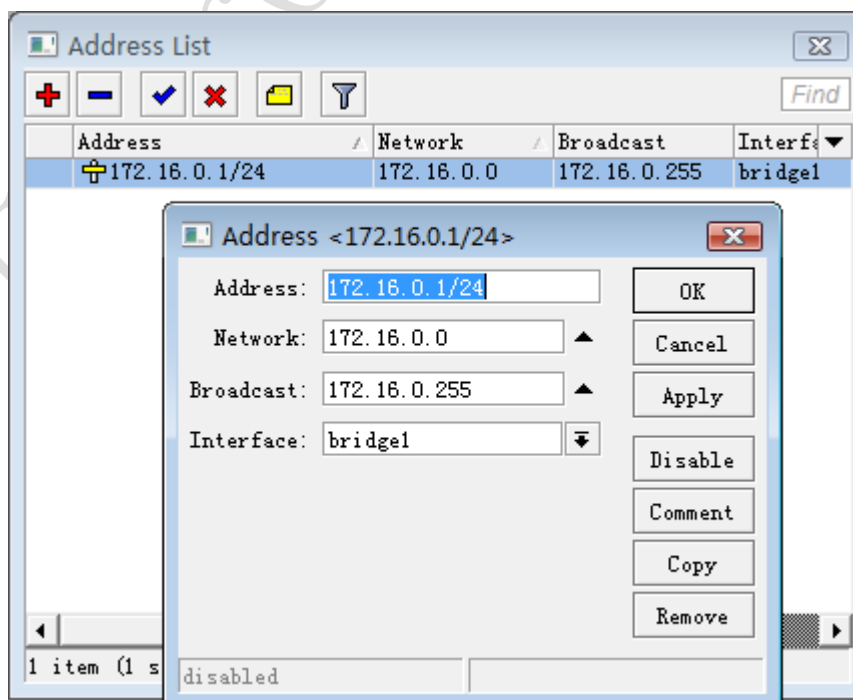 Address List
Find
Address Network Broadcast Interf
172.16.0.1/24 172.16.0.0 172.16.0.255 bridge1
Address <172.16.0.1/24>
Address: 172.16.0.1/24 OK
Network: 172.16.0.0 Cancel
Broadcast: 172.16.0.255 Apply
Interface: bridge1
Disable
Comment
Copy
Remove
1 item (1 s
disabled